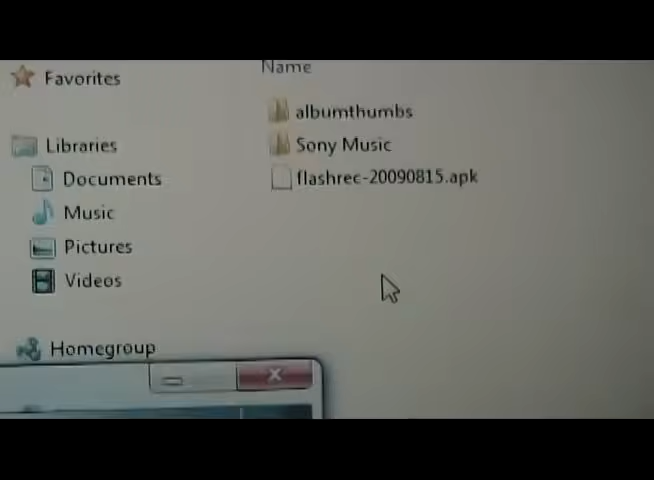 Name
Favorites
albumthumbs
Libraries
Sony Music
Documents
flashrec-20090815.apk
Music
Pictures
Videos
Homegroup